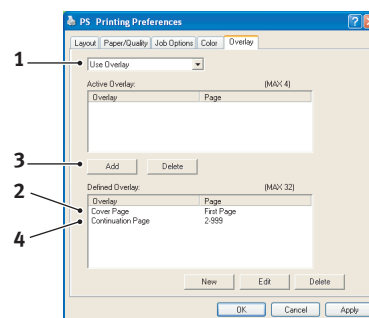 PS Printing Preferences
Layout Paper/Quality Job Options Color Overlay
1 Use Overlay
Active Overlay: (MAX 4)
Overlay Page
3 Add Delete
Defined Overlay: (MAX 32)
2 Overlay Page
Cover Page First Page
4 Continuation Page 2-999
New Edit Delete
OK Cancel Apply